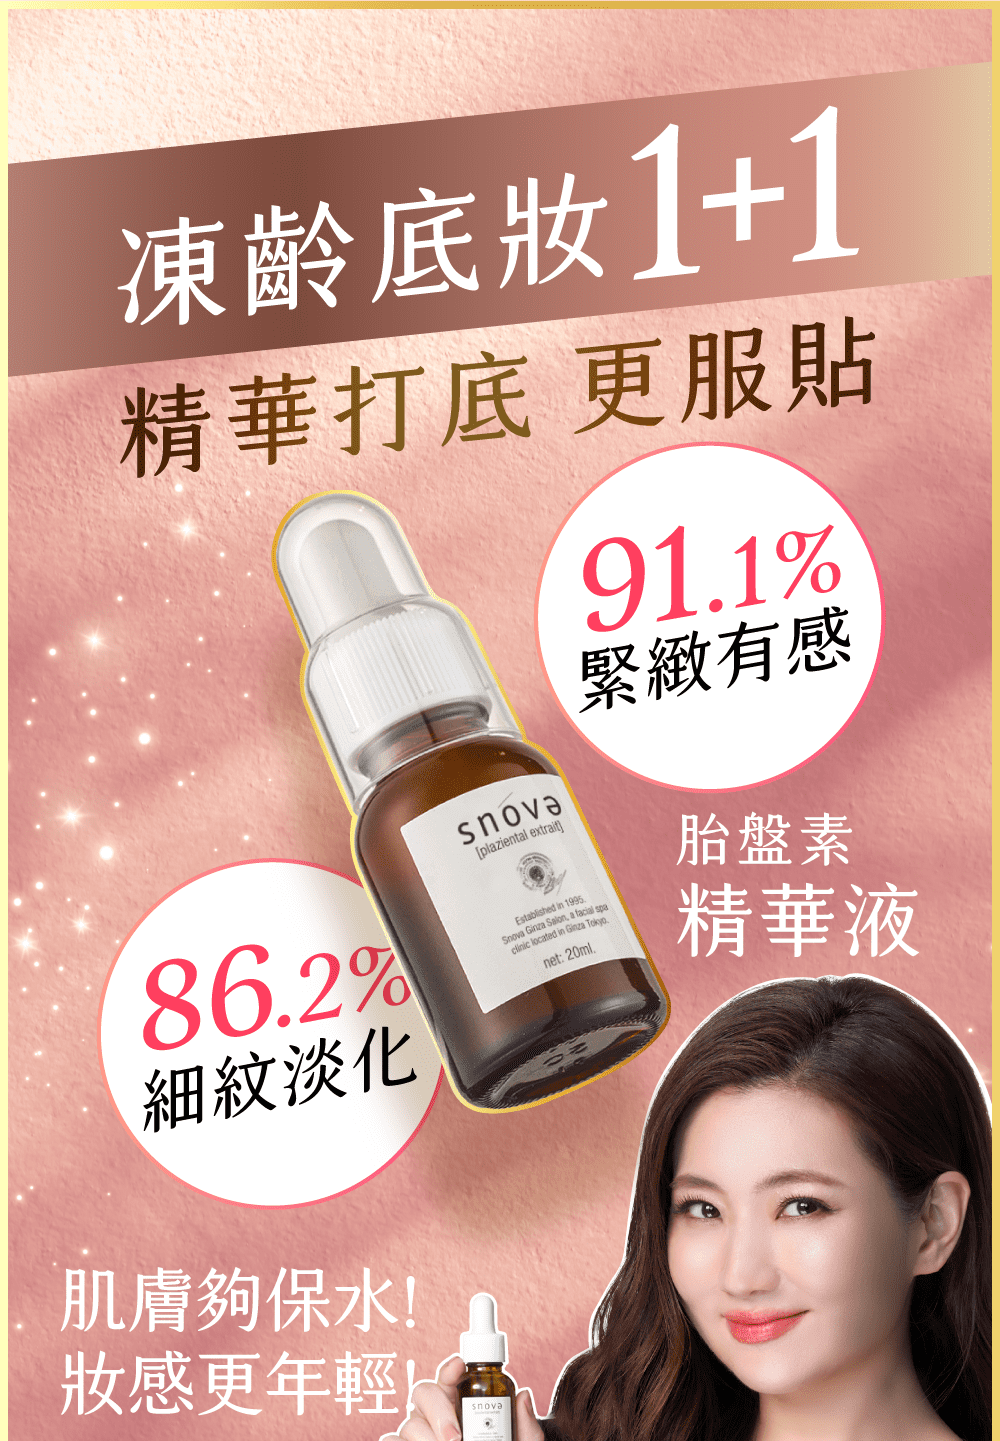 凍齡底妝1+1
精華打底 更服貼
91.1%
緊緻有感
snova
[plaziental extrait]
Established in 1995.
Snova Ginza Salon, a facial spa
clinic located in Ginza Tokyo.
net: 20ml.
胎盤素
精華液
86.2%
細紋淡化
肌膚夠保水!
妝感更年輕!
snova